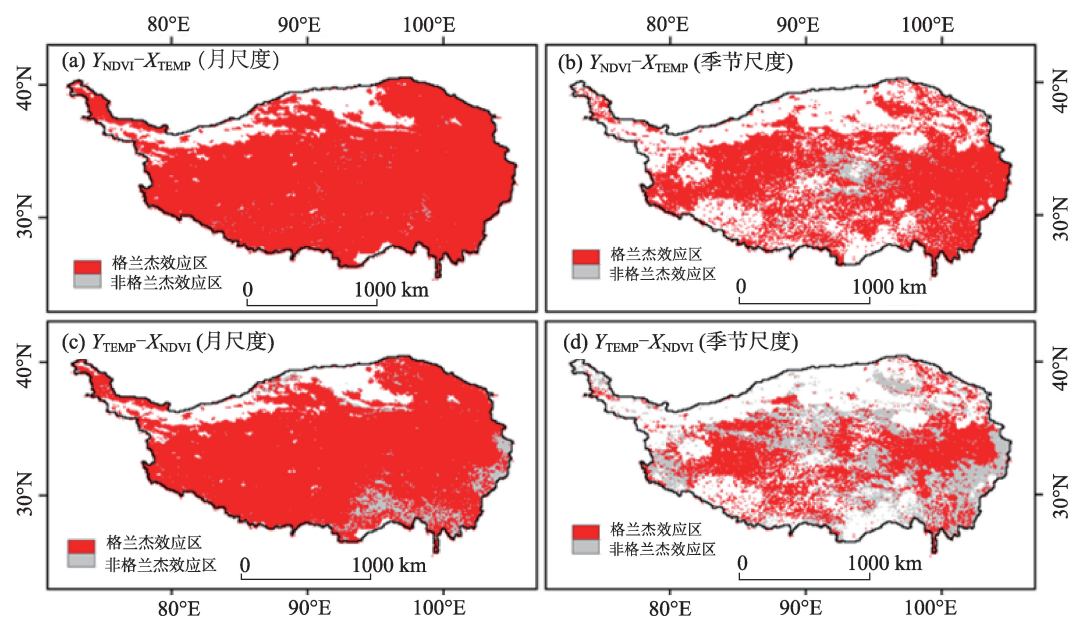 80°E 90°E 100°E 80°E 90°E 100°E
(a) YNDVI–XTEMP (月尺度)
40°N
30°N
格兰杰效应区
非格兰杰效应区
0 1000 km
(b) YNDVI–XTEMP (季节尺度)
40°N
30°N
格兰杰效应区
非格兰杰效应区
0 1000 km
(c) YTEMP–XNDVI (月尺度)
40°N
30°N
格兰杰效应区
非格兰杰效应区
0 1000 km
(d) YTEMP–XNDVI (季节尺度)
40°N
30°N
格兰杰效应区
非格兰杰效应区
0 1000 km
80°E 90°E 100°E 80°E 90°E 100°E